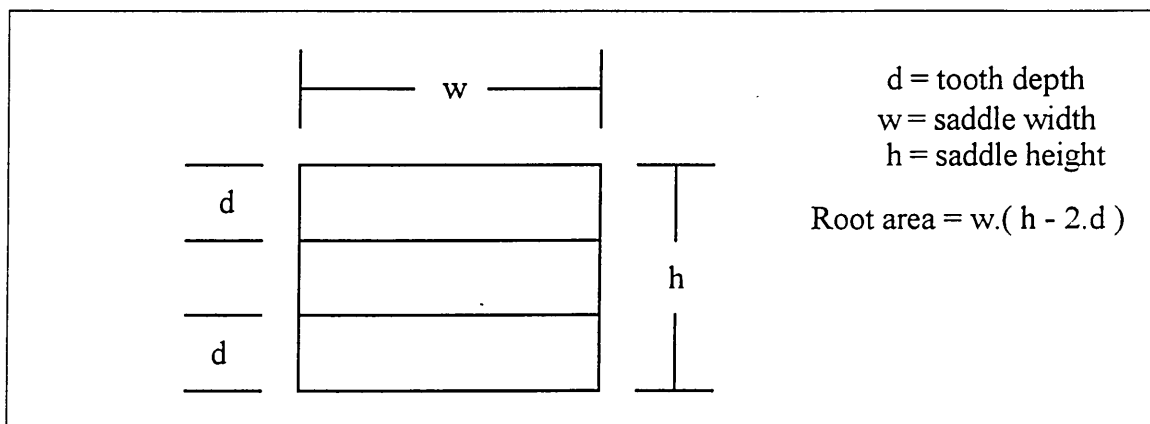 w
d = tooth depth
w = saddle width
h = saddle height
d
Root area = w.( h - 2.d )
h
d